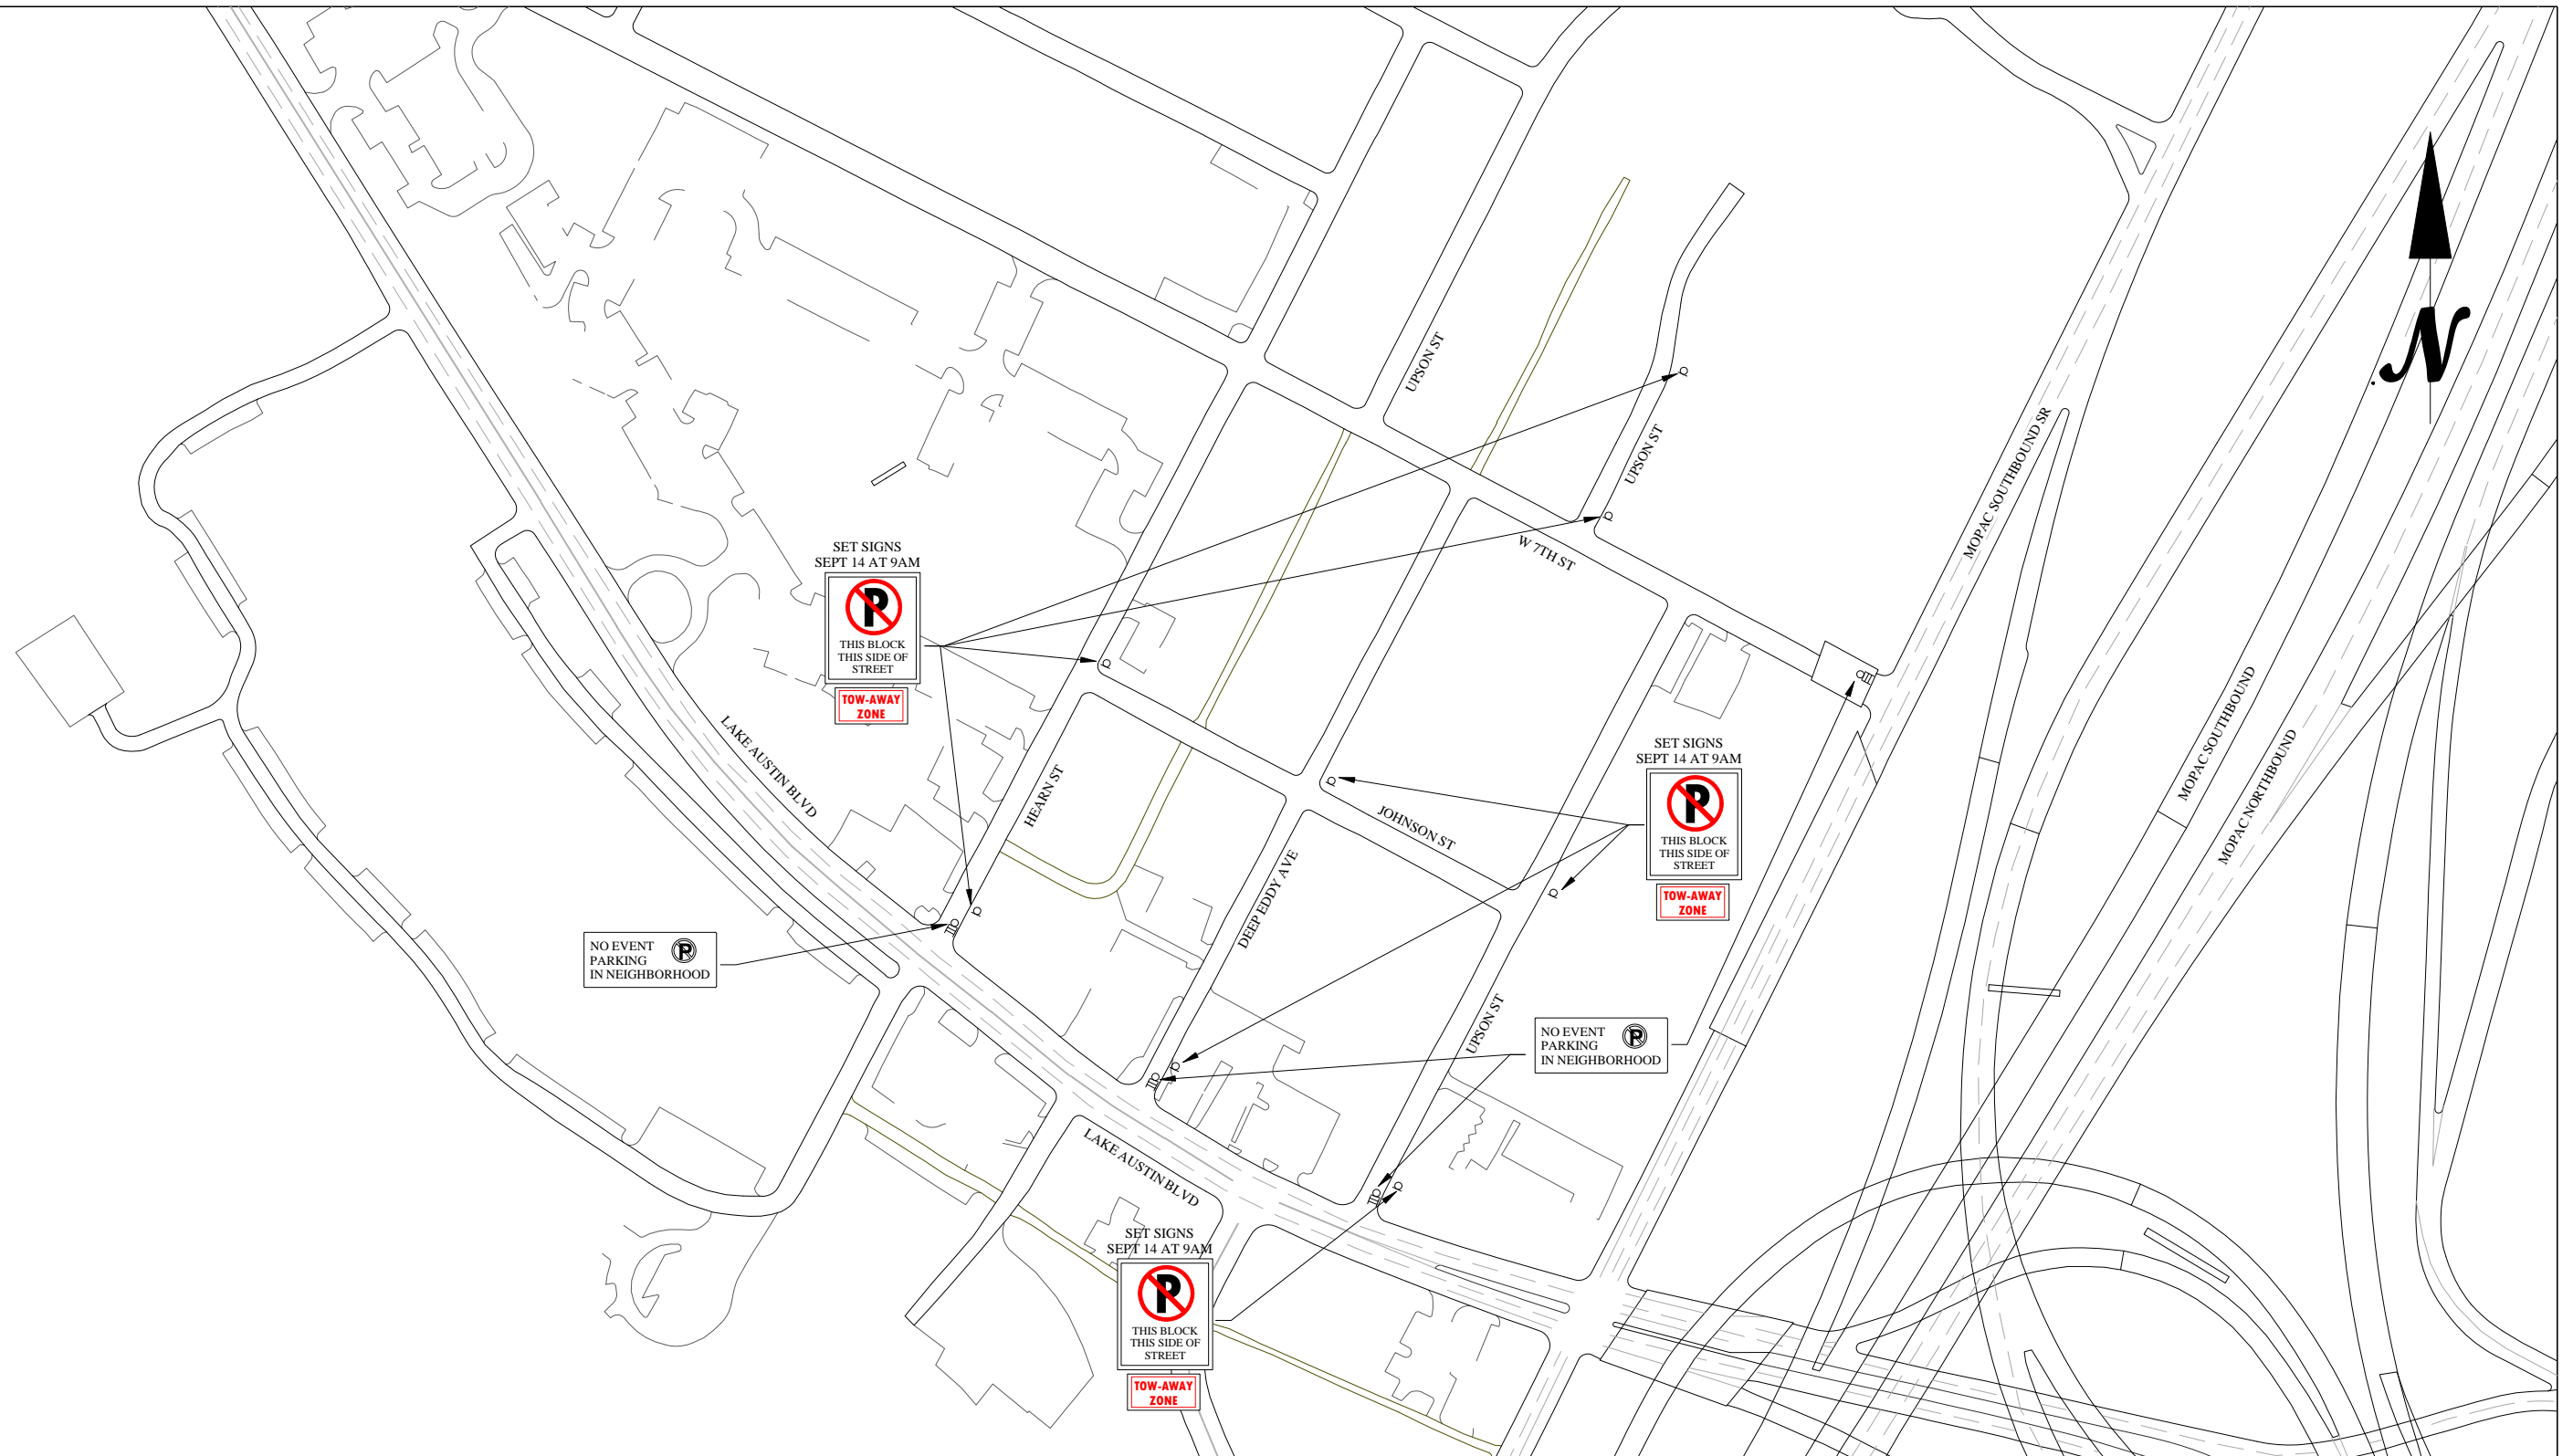 UPSON ST
UPSON ST
MOPAC SOUTHBOUND SR
N
W 7TH ST
SET SIGNS
SEPT 14 AT 9AM
P
THIS BLOCK
THIS SIDE OF
STREET
TOW-AWAY
ZONE
LAKE AUSTIN BLVD
HEARN ST
MOPAC SOUTHBOUND
MOPAC NORTHBOUND
SET SIGNS
SEPT 14 AT 9AM
P
THIS BLOCK
THIS SIDE OF
STREET
TOW-AWAY
ZONE
JOHNSON ST
DEEP EDDY AVE
NO EVENT P
PARKING
IN NEIGHBORHOOD
UPSON ST
NO EVENT P
PARKING
IN NEIGHBORHOOD
LAKE AUSTIN BLVD
SET SIGNS
SEPT 14 AT 9AM
P
THIS BLOCK
THIS SIDE OF
STREET
TOW-AWAY
ZONE